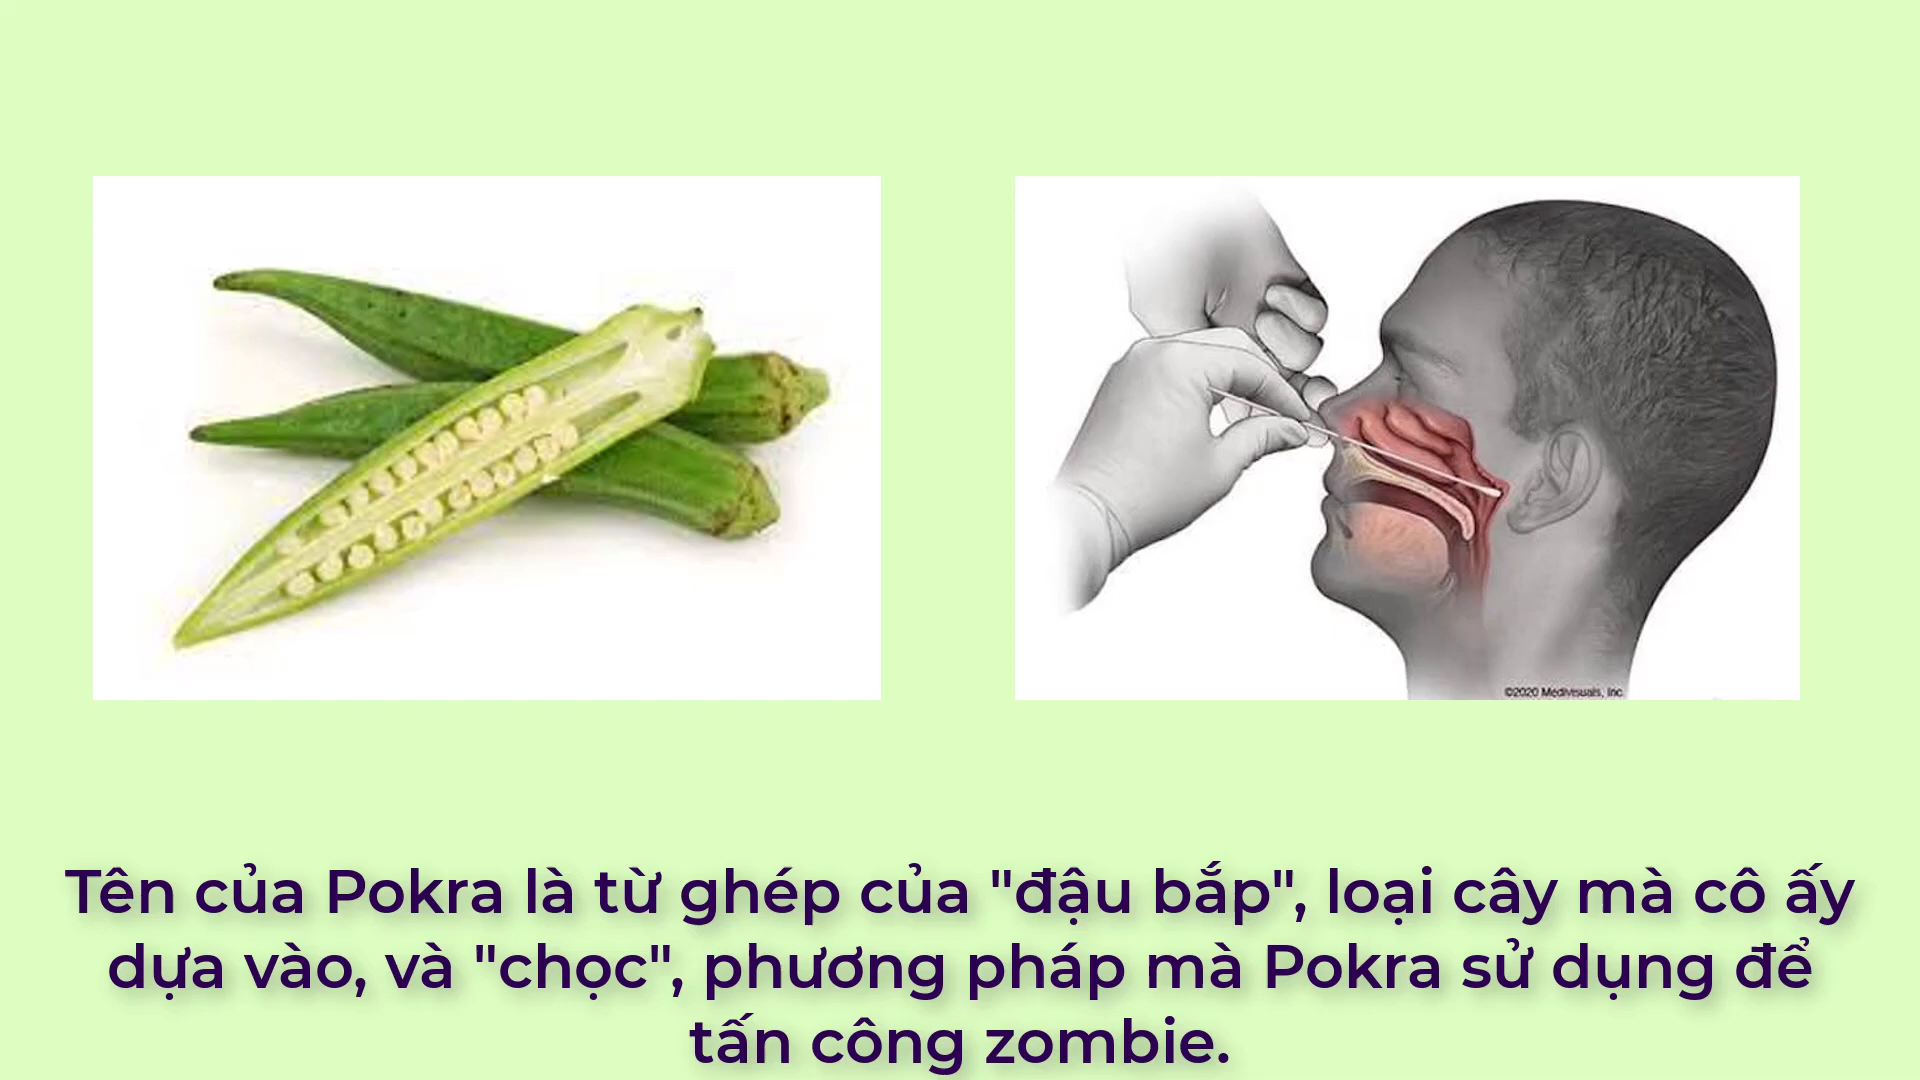 ©2020 Medivisuals, Inc.
Tên của Pokra là từ ghép của "đậu bắp", loại cây mà cô ấy
dựa vào, và "chọc", phương pháp mà Pokra sử dụng để
tấn công zombie.